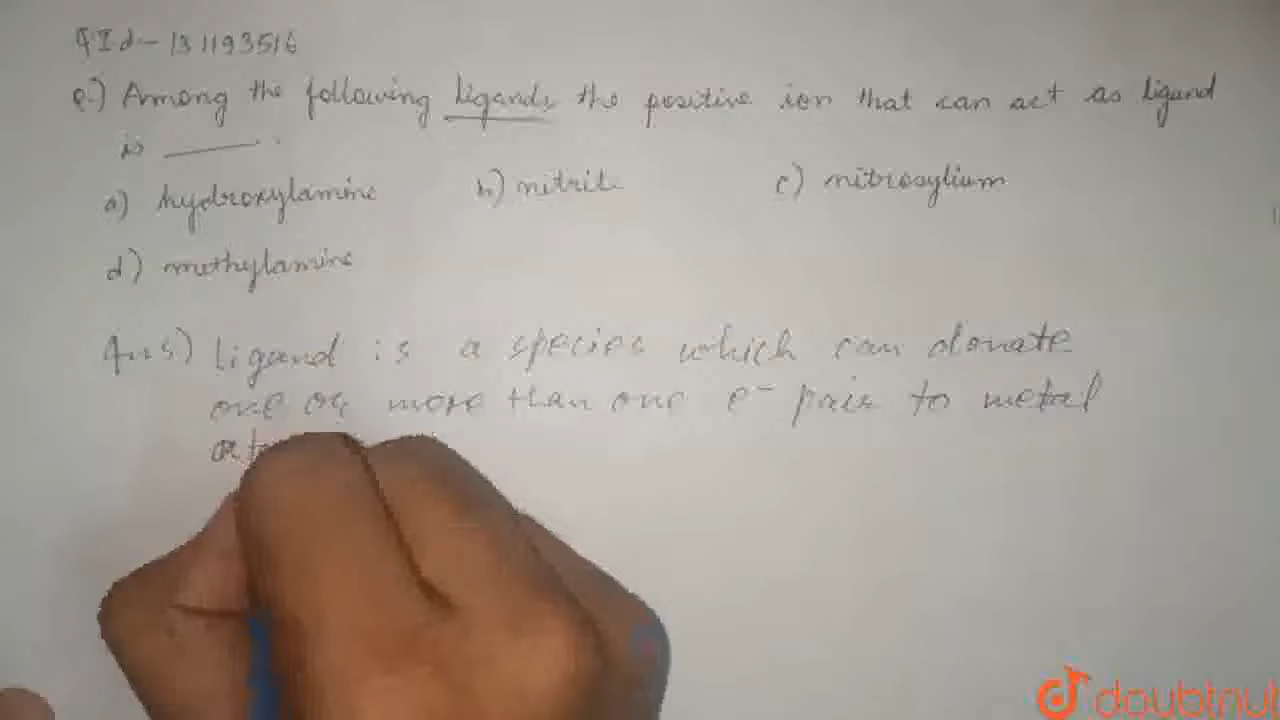 QId - 131193516
Q.) Among the following ligands the positive ion that can act as ligand
is ______.
a) hydroxylamine b) nitrite c) nitrosylium
d) methylamine
Ans) Ligand is a species which can donate
one or more than one e⁻ pair to metal
doubtnut